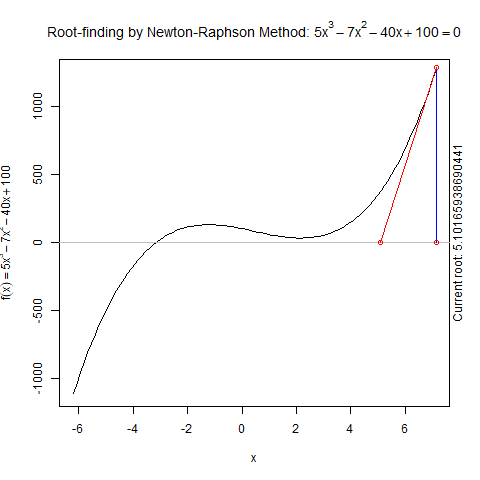 Root-finding by Newton-Raphson Method: 5x³ − 7x² − 40x + 100 = 0
f(x) = 5x³ − 7x² − 40x + 100
1000
500
0
-500
-1000
-6 -4 -2 0 2 4 6
x
Current root: 5.10165938690441